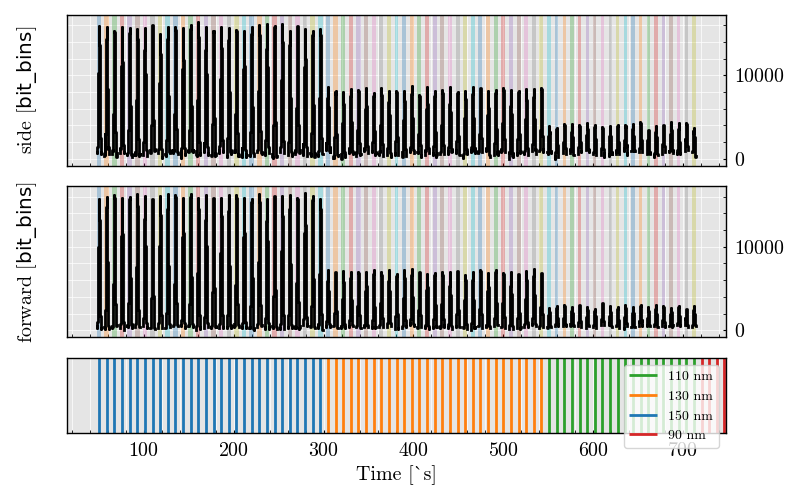 side [bit_bins]
10000
0
forward [bit_bins]
10000
0
110 nm
130 nm
150 nm
90 nm
100 200 300 400 500 600 700
Time [`s]